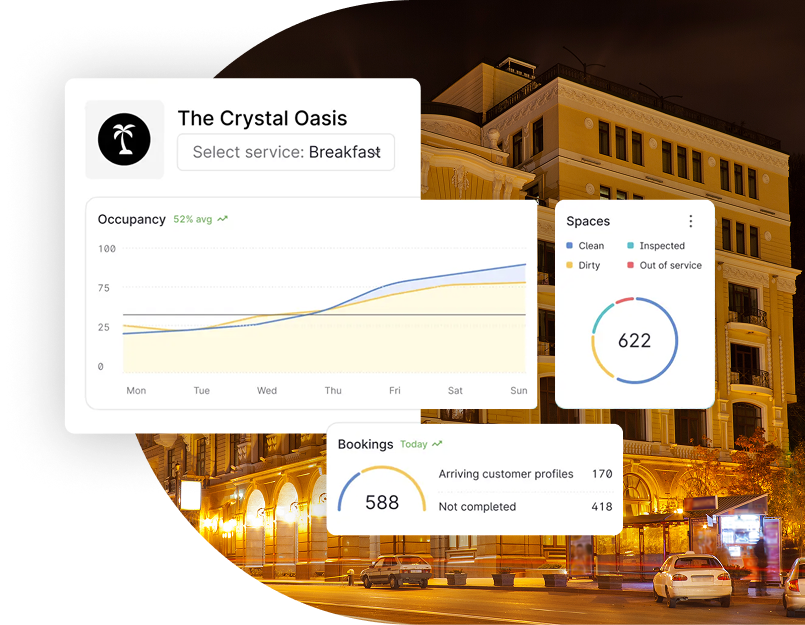 The Crystal Oasis
Select service: Breakfast
Occupancy 52% avg
100
75
25
0
Mon Tue Wed Thu Fri Sat Sun
Spaces
Clean Inspected
Dirty Out of service
622
Bookings Today
588
Arriving customer profiles 170
Not completed 418